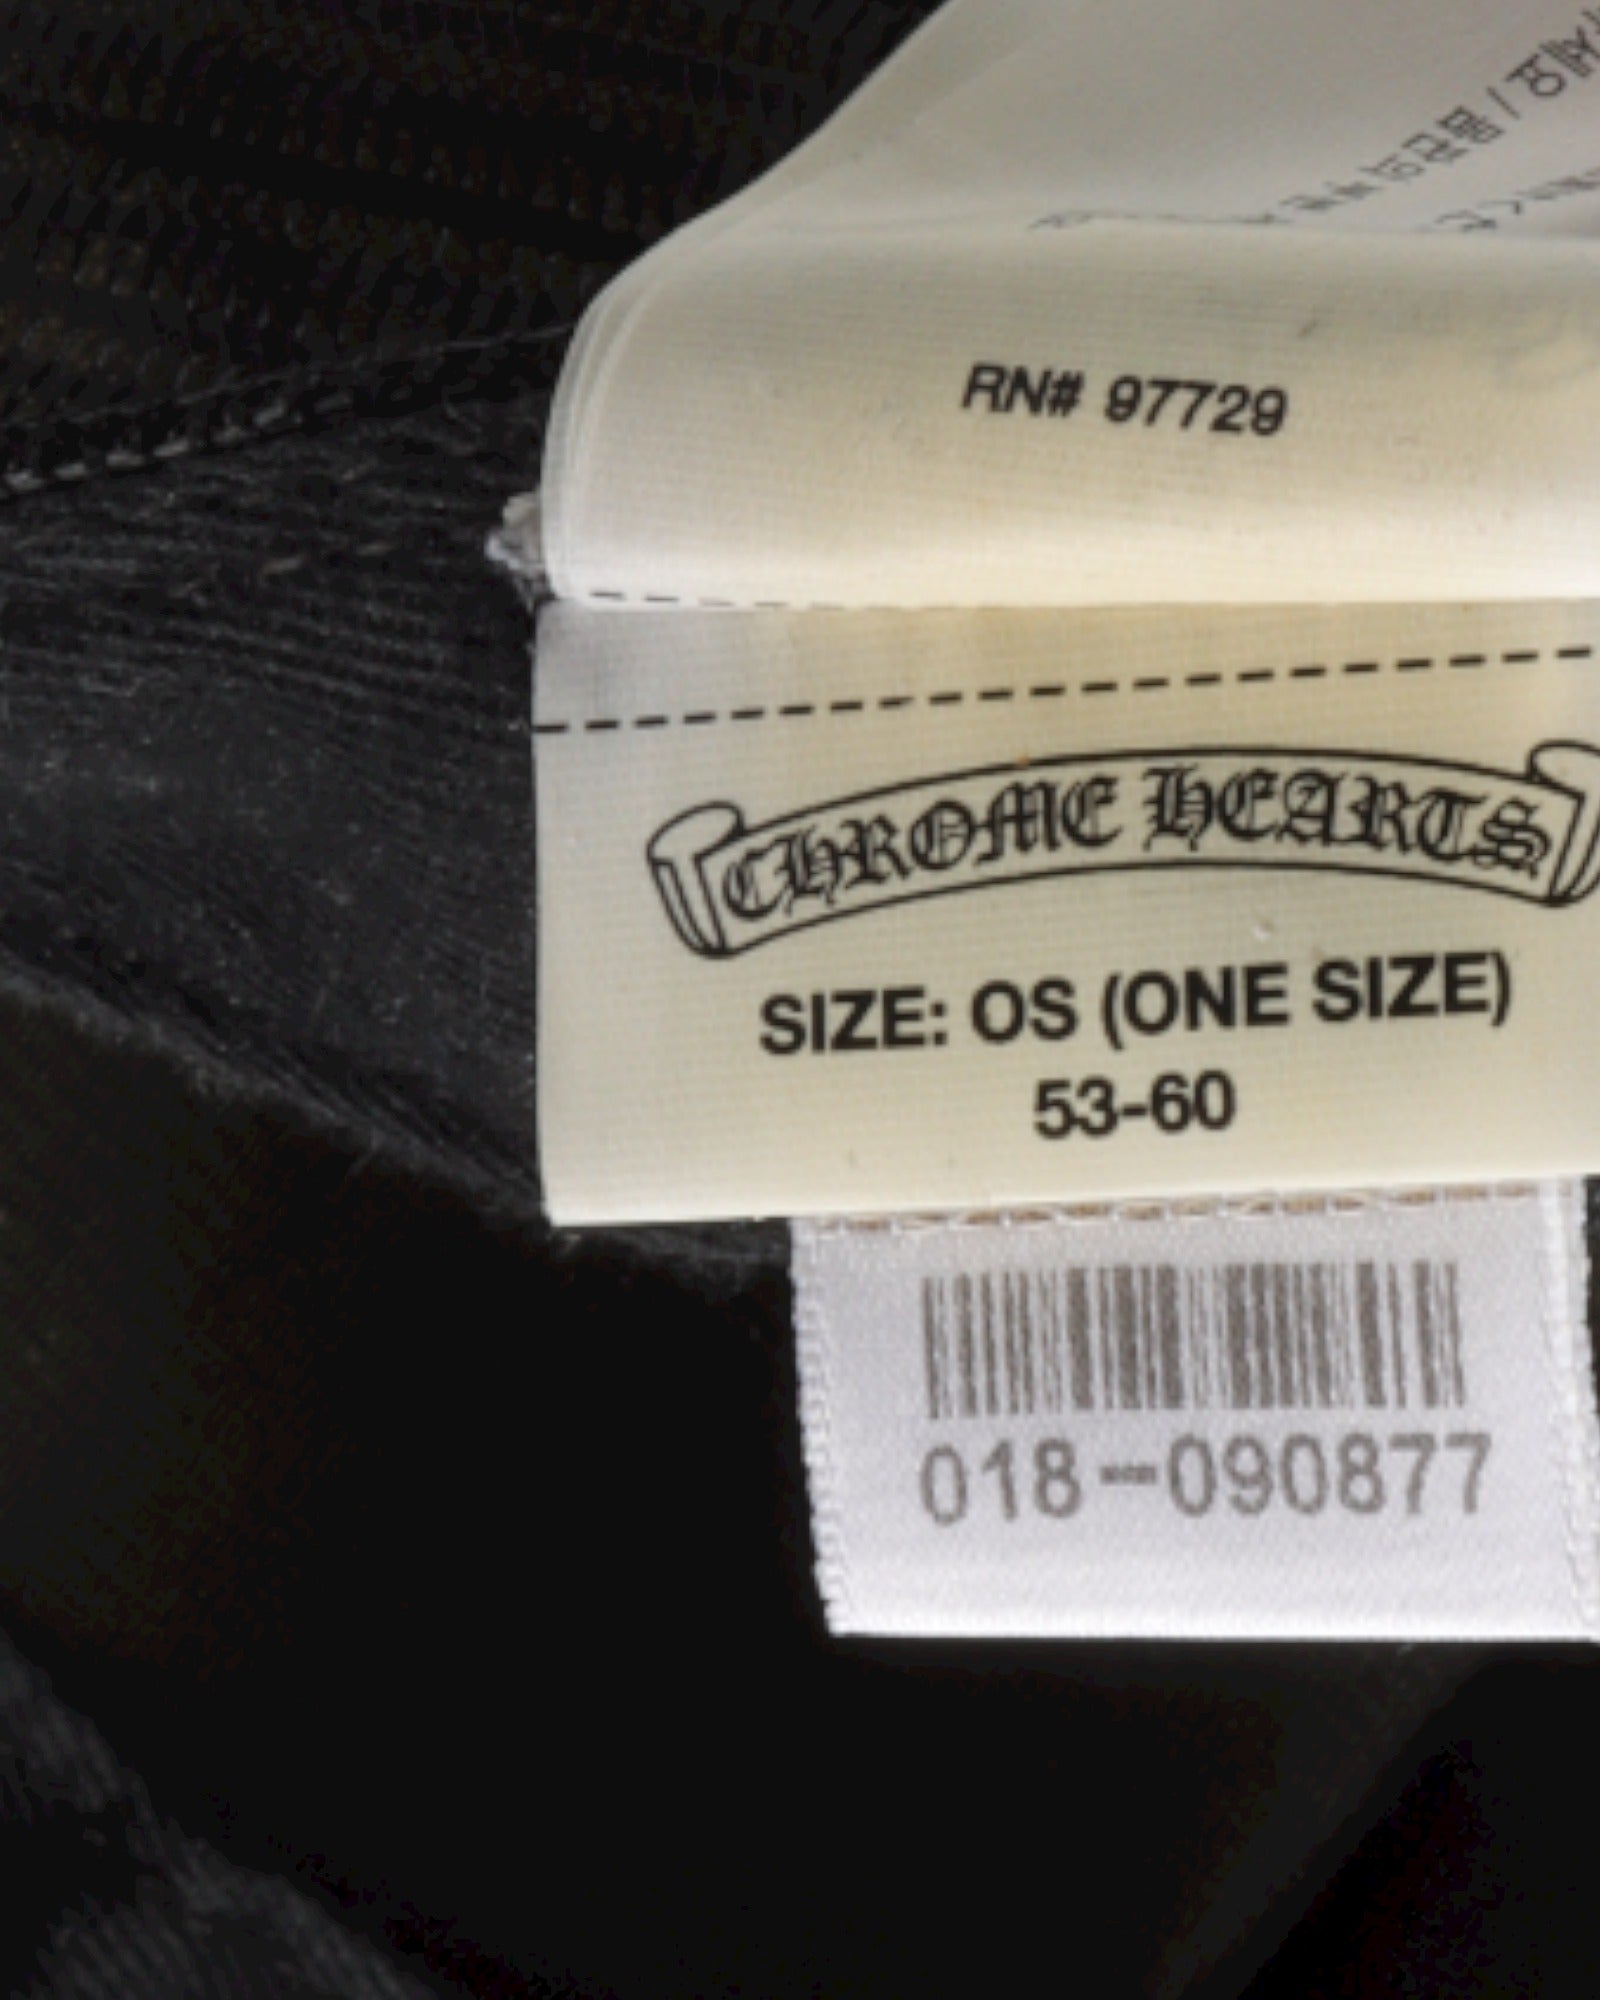 RN# 97729
CHROME HEARTS
SIZE: OS (ONE SIZE)
53-60
018-090877